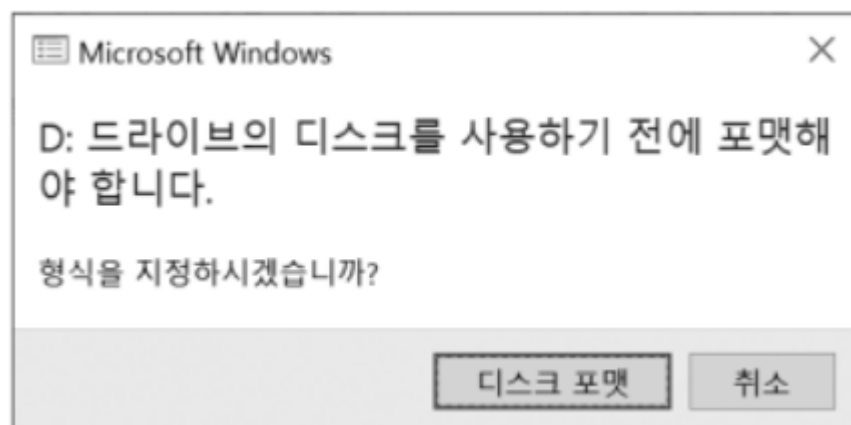 Microsoft Windows
D: 드라이브의 디스크를 사용하기 전에 포맷해
야 합니다.
형식을 지정하시겠습니까?
디스크 포맷 취소